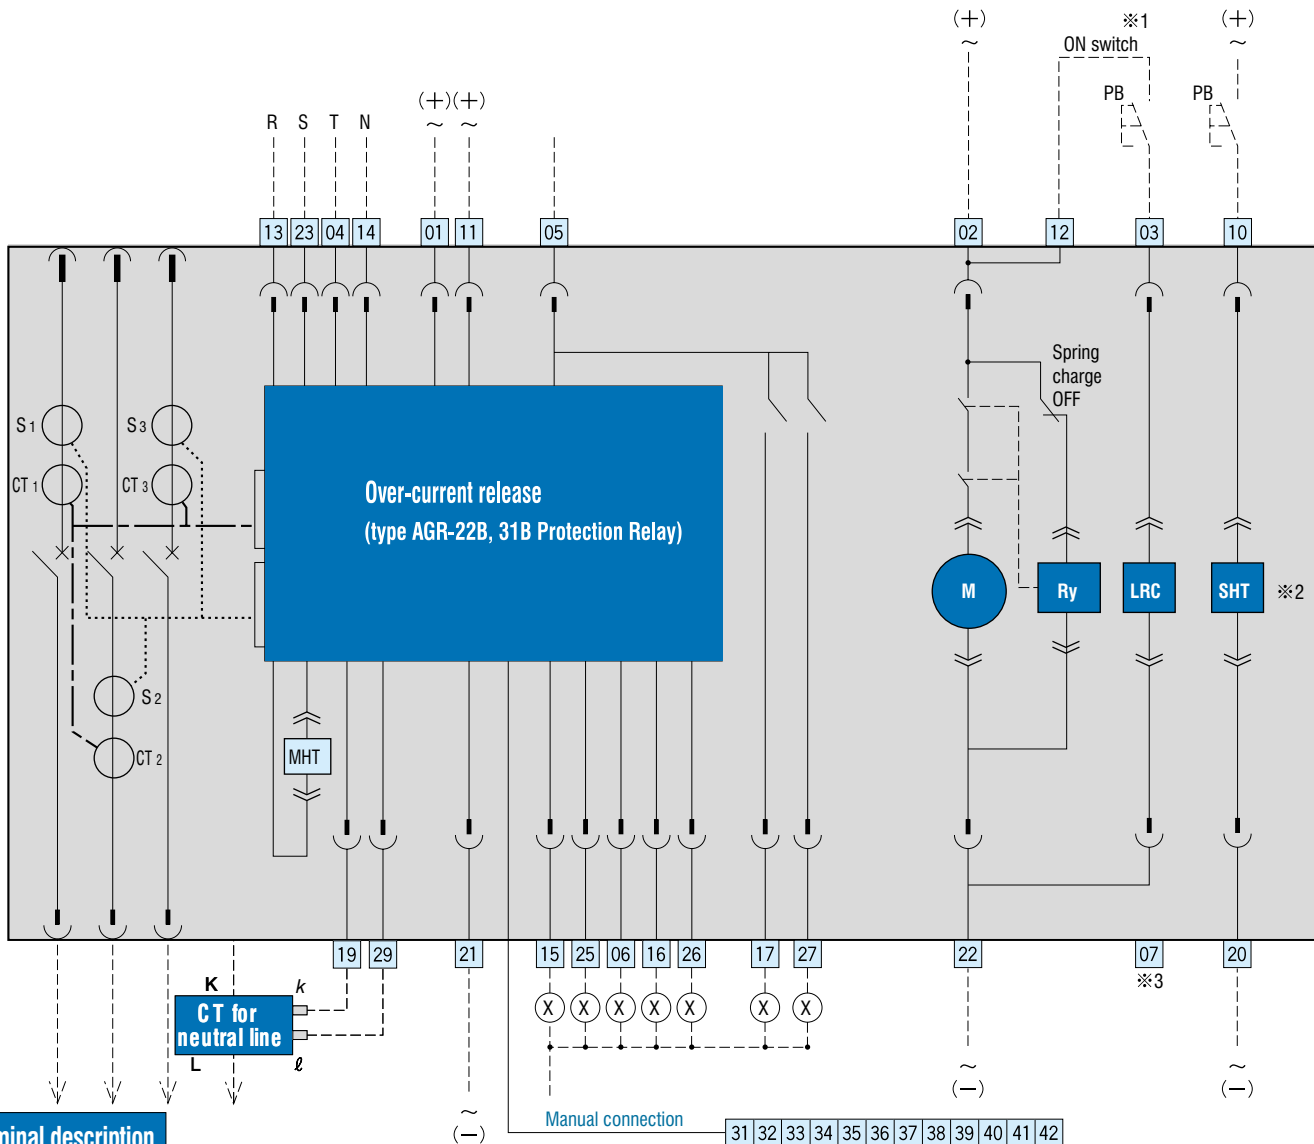 (+) ※1 (+)
~ ON switch ~
PB PB
(+) (+)
R S T N ~ ~
13 23 04 14 01 11 05 02 12 03 10
Spring
charge
OFF
S1 S3
CT1 CT3
Over-current release
(type AGR-22B, 31B Protection Relay)
M Ry LRC SHT ※2
S2
CT2
MHT
19 29 21 15 25 06 16 26 17 27 22 07 20
※3
K k
CT for
neutral line
L ℓ
X X X X X X X
~ ~
(−) (−)
~
(−)
Manual connection
31 32 33 34 35 36 37 38 39 40 41 42
minal description